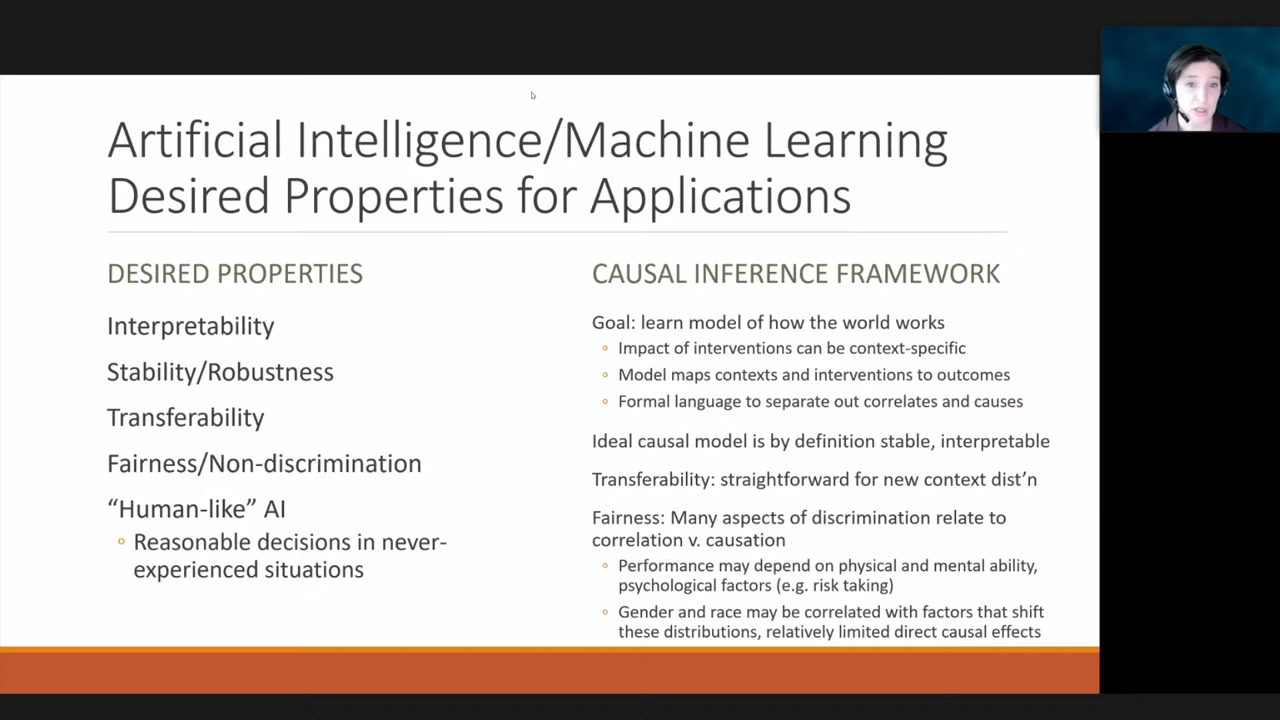 Artificial Intelligence/Machine Learning
Desired Properties for Applications
DESIRED PROPERTIES
Interpretability
Stability/Robustness
Transferability
Fairness/Non-discrimination
“Human-like” AI
Reasonable decisions in never-
experienced situations
CAUSAL INFERENCE FRAMEWORK
Goal: learn model of how the world works
Impact of interventions can be context-specific
Model maps contexts and interventions to outcomes
Formal language to separate out correlates and causes
Ideal causal model is by definition stable, interpretable
Transferability: straightforward for new context dist’n
Fairness: Many aspects of discrimination relate to
correlation v. causation
Performance may depend on physical and mental ability,
psychological factors (e.g. risk taking)
Gender and race may be correlated with factors that shift
these distributions, relatively limited direct causal effects